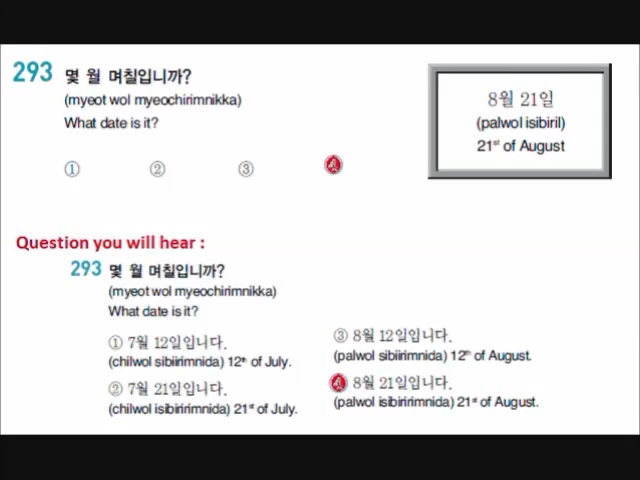 293 몇 월 며칠입니까?
(myeot wol myeochirimnikka)
What date is it?
① ② ③ ④
8월 21일
(palwol isibiril)
21st of August
Question you will hear :
293 몇 월 며칠입니까?
(myeot wol myeochirimnikka)
What date is it?
① 7월 12일입니다.
(chilwol sibiirimnida) 12th of July.
② 7월 21일입니다.
(chilwol isibiririmnida) 21st of July.
③ 8월 12일입니다.
(palwol sibiirimnida) 12th of August.
④ 8월 21일입니다.
(palwol isibiririmnida) 21st of August.